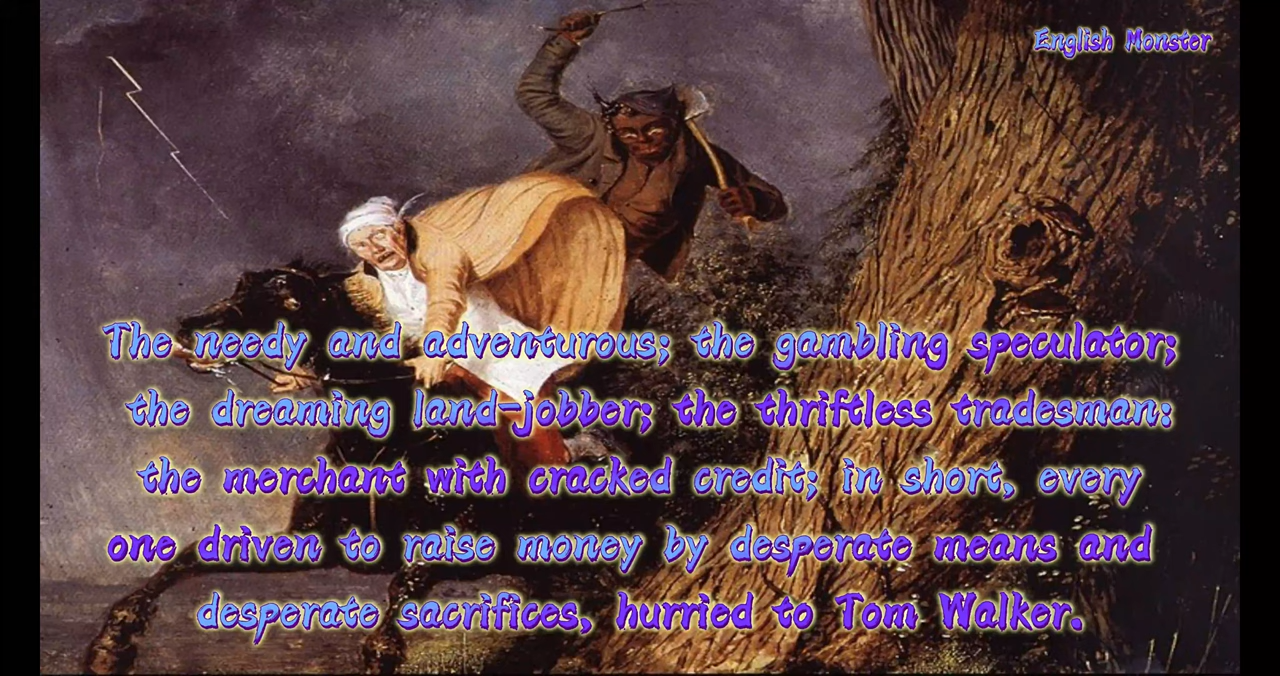 English Monster
The needy and adventurous; the gambling speculator;
the dreaming land-jobber; the thriftless tradesman:
the merchant with cracked credit; in short, every
one driven to raise money by desperate means and
desperate sacrifices, hurried to Tom Walker.